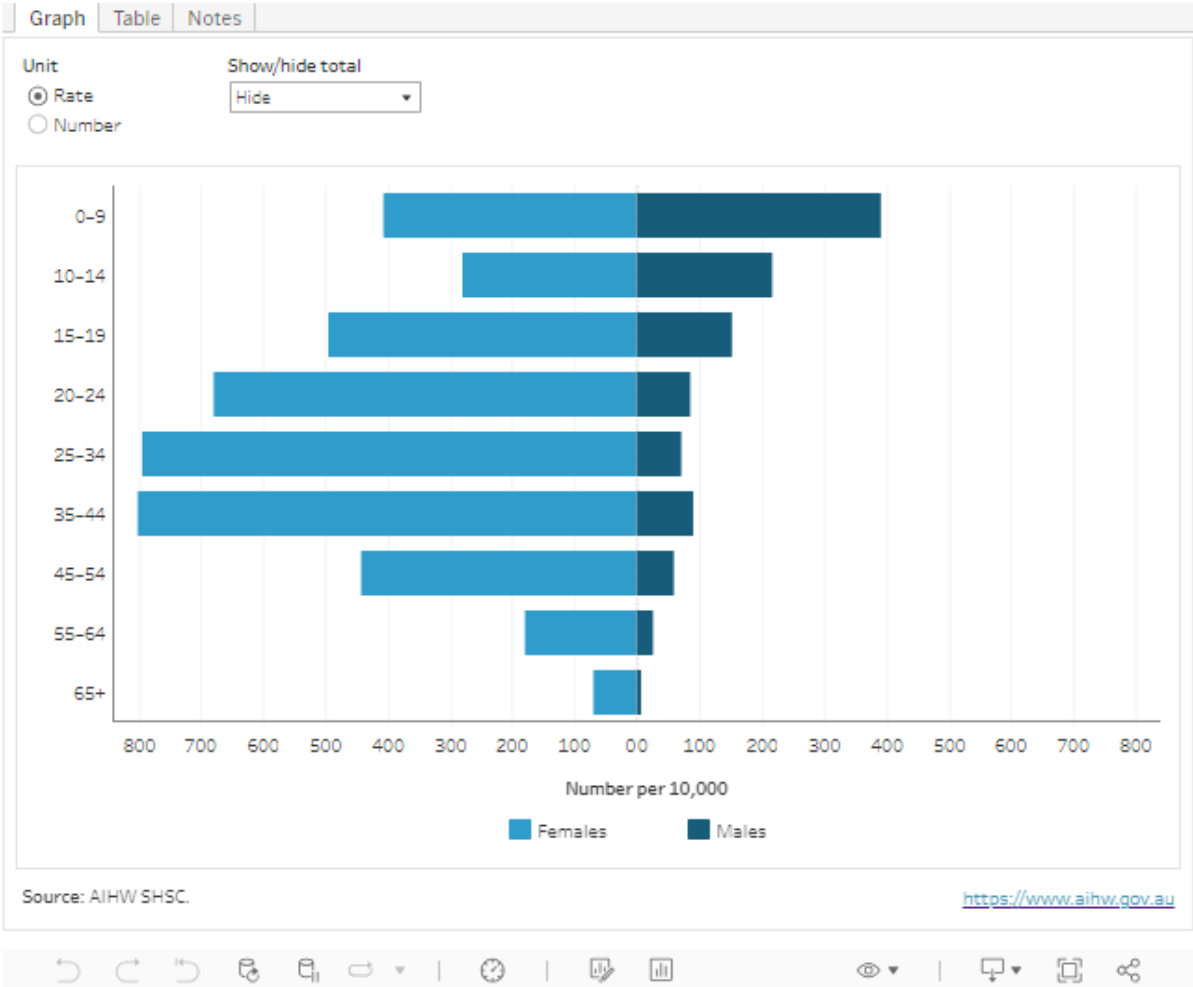 Graph Table Notes
Unit Show/hide total
Rate Hide
Number
0–9
10–14
15–19
20–24
25–34
35–44
45–54
55–64
65+
800 700 600 500 400 300 200 100 00 100 200 300 400 500 600 700 800
Number per 10,000
Females Males
Source: AIHW SHSC. https://www.aihw.gov.au